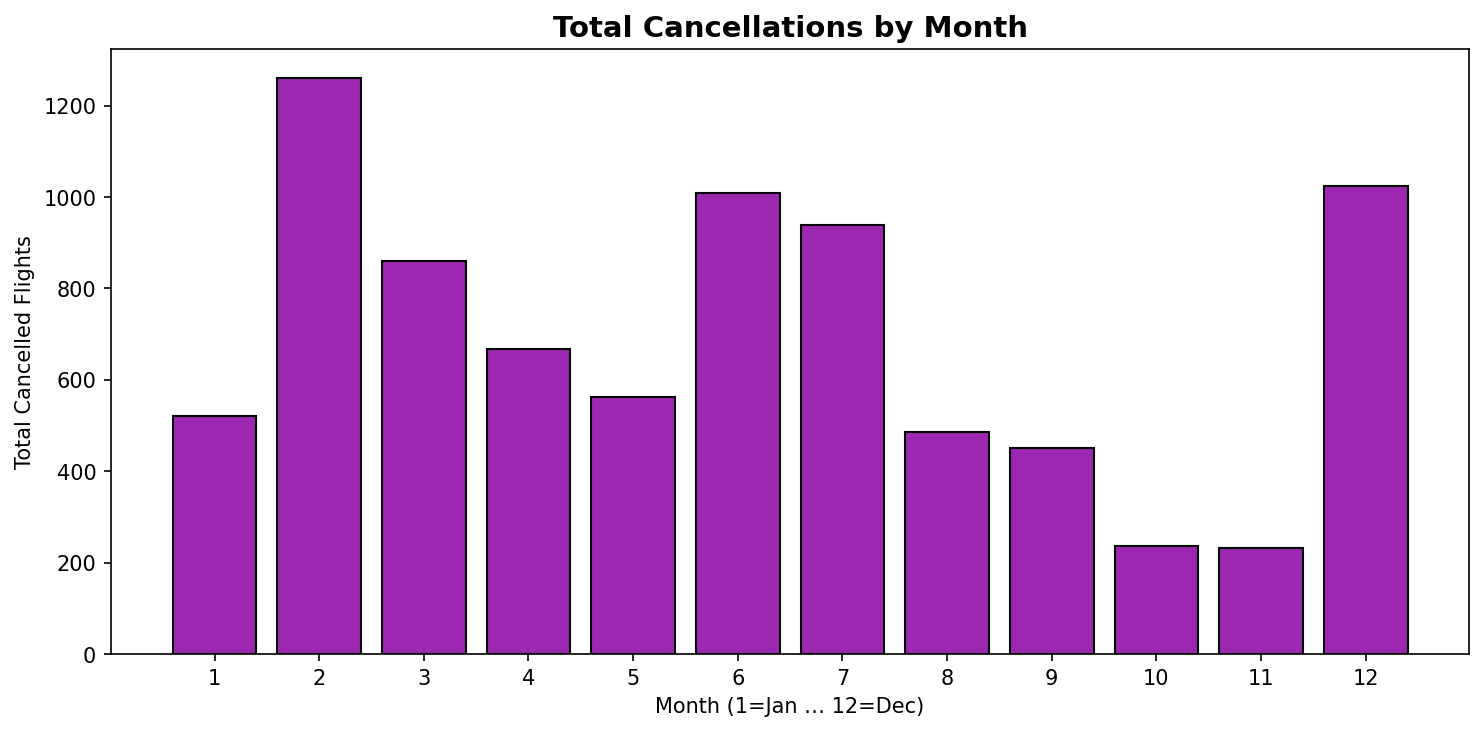 Total Cancellations by Month
Total Cancelled Flights
1200
1000
800
600
400
200
0
1 2 3 4 5 6 7 8 9 10 11 12
Month (1=Jan … 12=Dec)